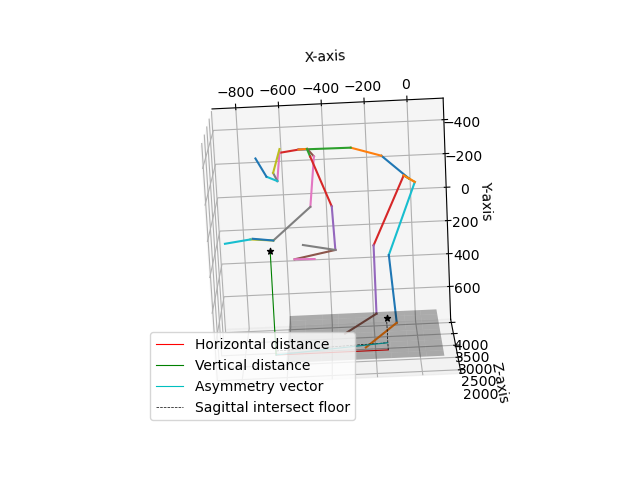 X-axis
−800 −600 −400 −200 0
−400
−200
0
200
400
600
Y-axis
4000
3500
3000
2500
2000
Z-axis
Horizontal distance
Vertical distance
Asymmetry vector
Sagittal intersect floor